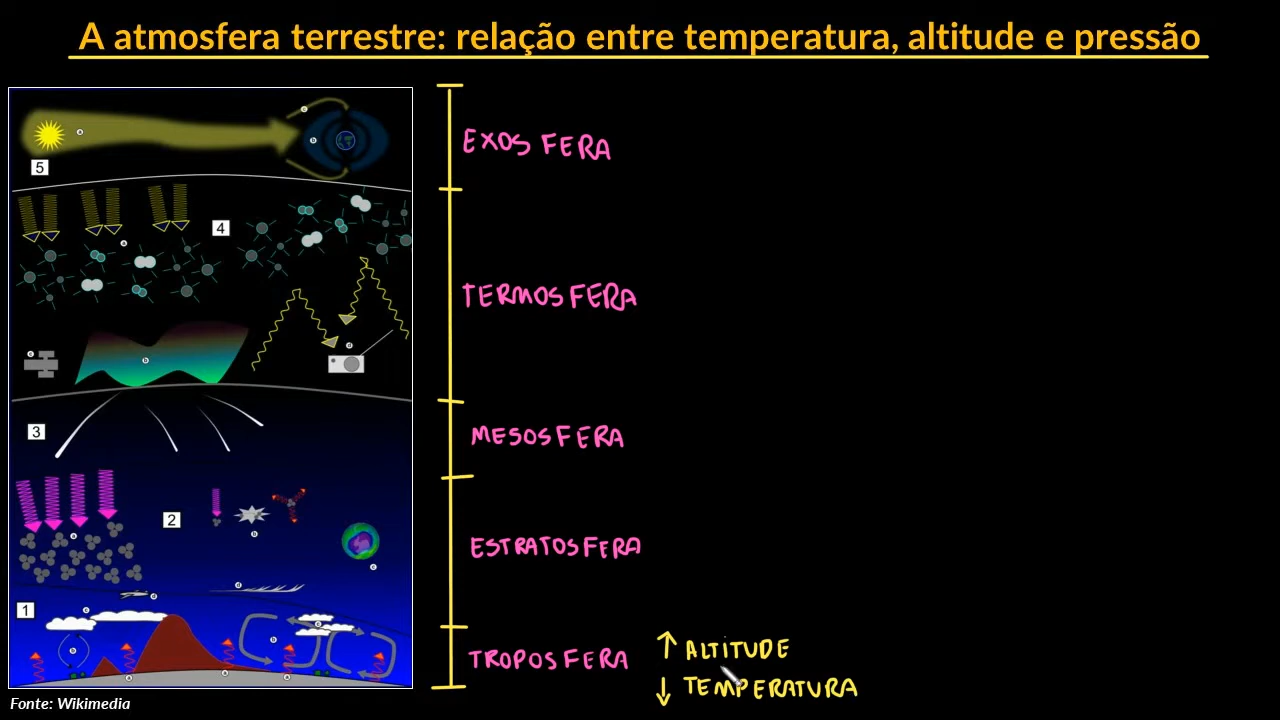 A atmosfera terrestre: relação entre temperatura, altitude e pressão
EXOSFERA
5
4
TERMOSFERA
3
MESOSFERA
2
ESTRATOSFERA
1
TROPOSFERA
↑ ALTITUDE
↓ TEMPERATURA
Fonte: Wikimedia